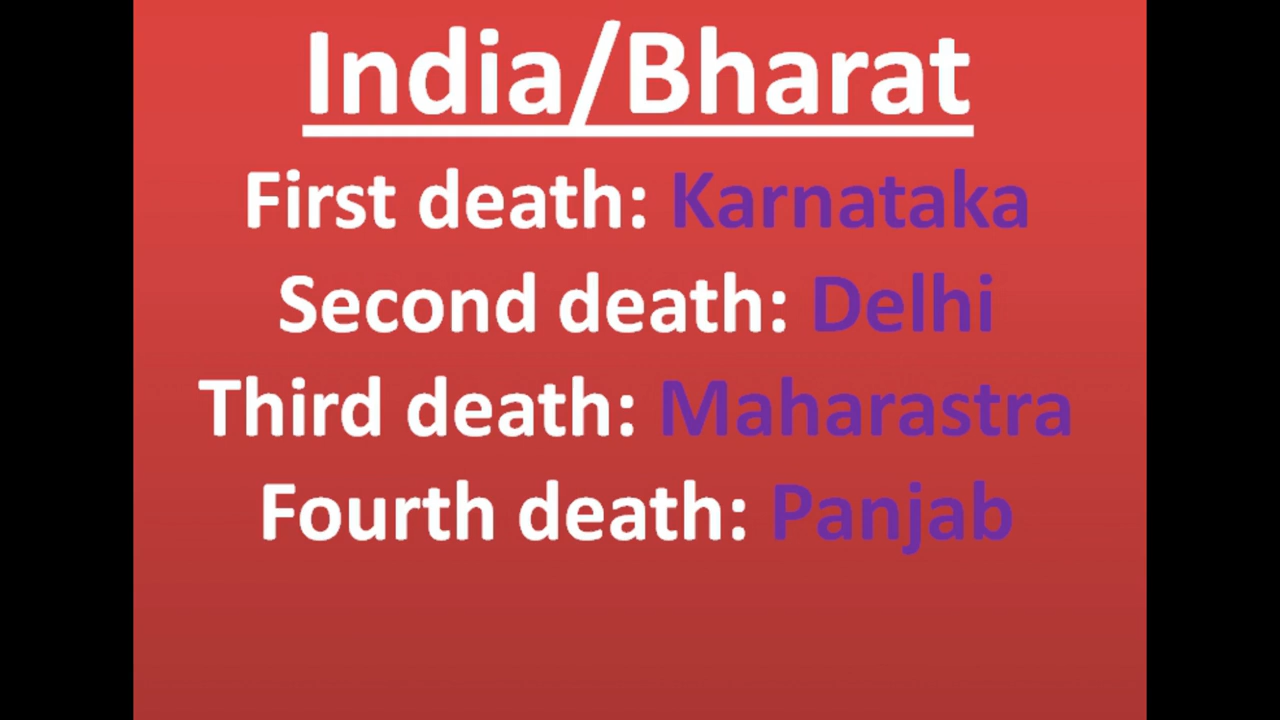 India/Bharat
First death: Karnataka
Second death: Delhi
Third death: Maharastra
Fourth death: Panjab